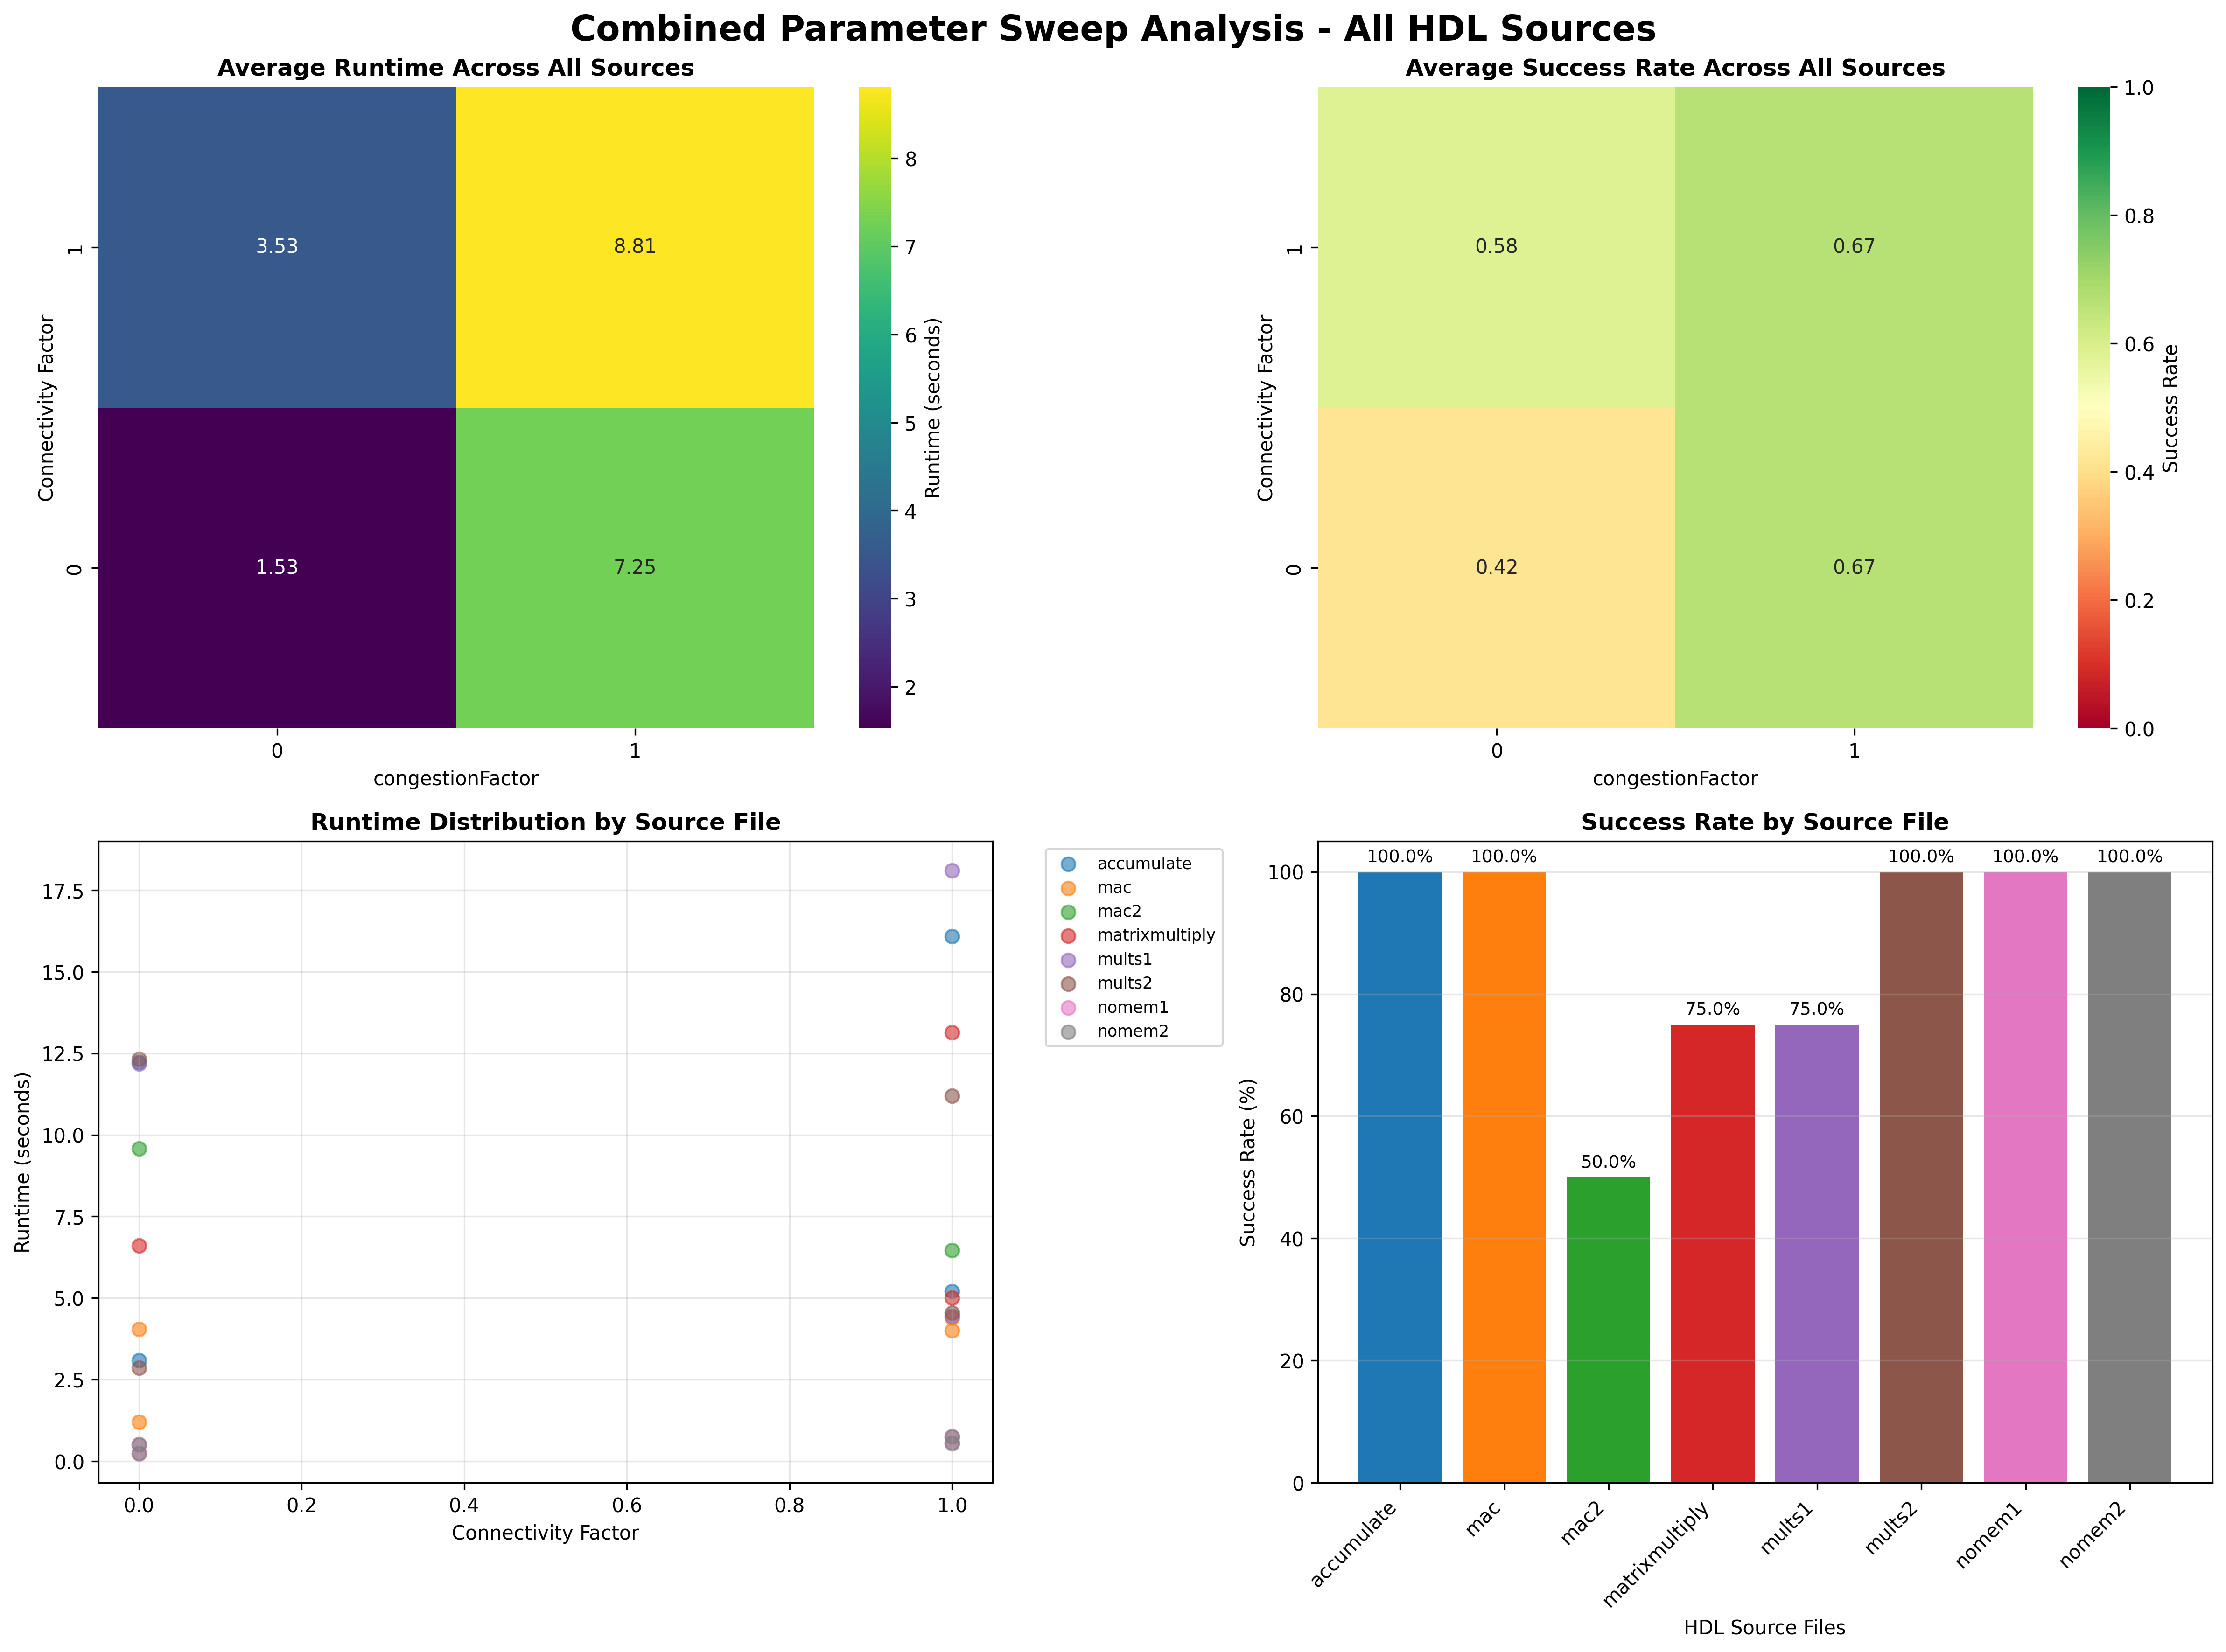 Combined Parameter Sweep Analysis - All HDL Sources
Average Runtime Across All Sources
Connectivity Factor
1
0
3.53
8.81
1.53
7.25
0
1
congestionFactor
8
7
6
5
4
3
2
Runtime (seconds)
Average Success Rate Across All Sources
Connectivity Factor
1
0
0.58
0.67
0.42
0.67
0
1
congestionFactor
1.0
0.8
0.6
0.4
0.2
0.0
Success Rate
Runtime Distribution by Source File
Runtime (seconds)
17.5
15.0
12.5
10.0
7.5
5.0
2.5
0.0
0.0
0.2
0.4
0.6
0.8
1.0
Connectivity Factor
accumulate
mac
mac2
matrixmultiply
mults1
mults2
nomem1
nomem2
Success Rate by Source File
Success Rate (%)
100
80
60
40
20
0
100.0%
100.0%
50.0%
75.0%
75.0%
100.0%
100.0%
100.0%
accumulate
mac
mac2
matrixmultiply
mults1
mults2
nomem1
nomem2
HDL Source Files